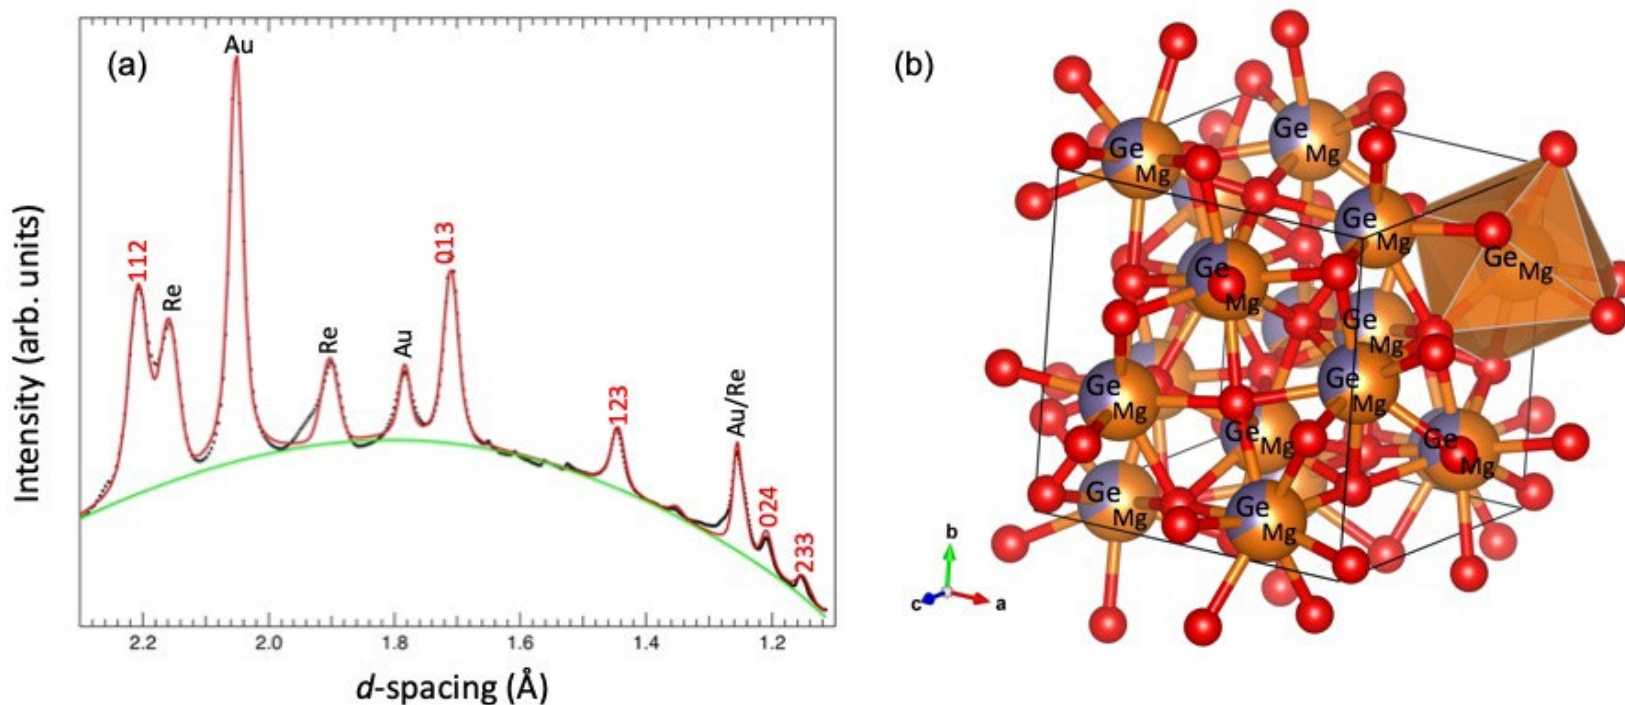 (a)
Intensity (arb. units)
112
Re
Au
Re
Au
013
123
Au/Re
024
233
2.2 2.0 1.8 1.6 1.4 1.2
d-spacing (Å)
(b)
Ge Mg
Ge Mg
Ge Mg
Ge Mg
Ge Mg
Ge Mg
Ge Mg
Ge Mg
Ge Mg
Ge Mg
Ge Mg
Ge Mg
b
c
a